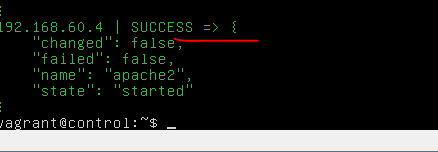 192.168.60.4 | SUCCESS => {
    "changed": false,
    "failed": false,
    "name": "apache2",
    "state": "started"
vagrant@control:~$ _